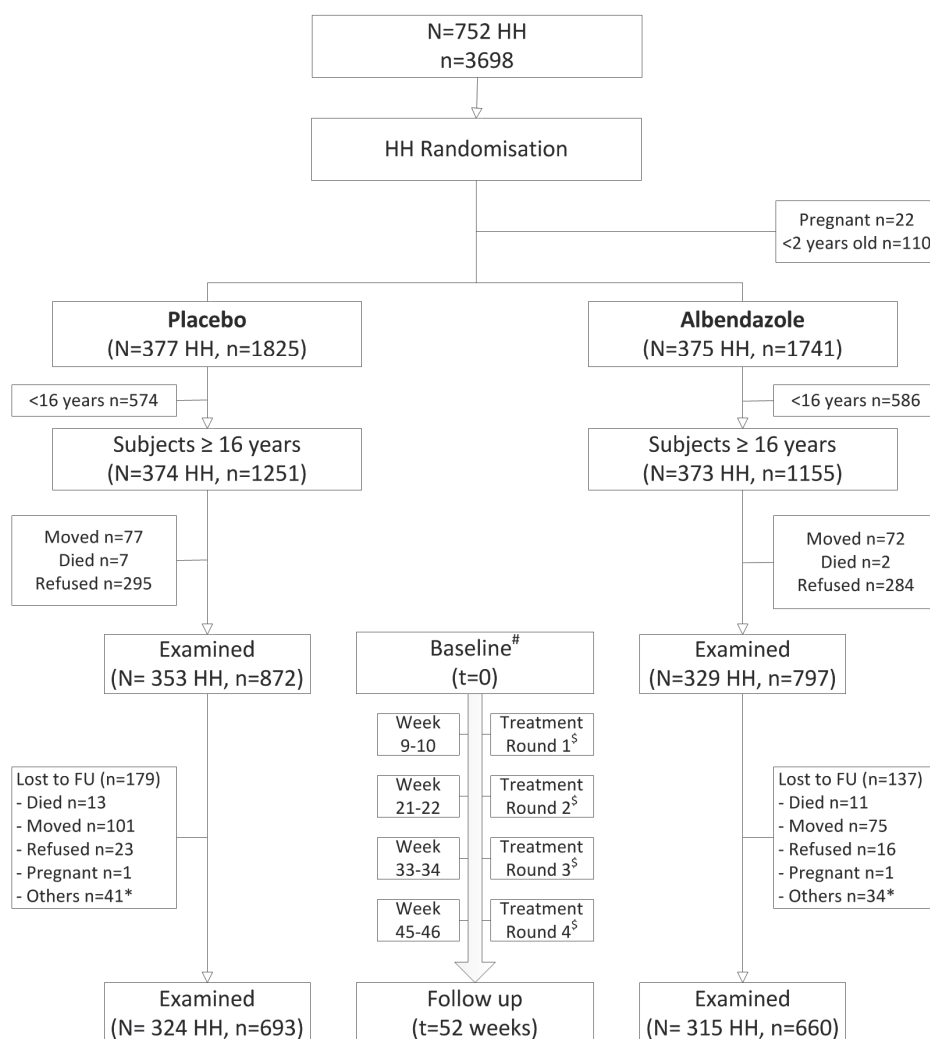 N=752 HH
n=3698
HH Randomisation
Pregnant n=22
<2 years old n=110
Placebo
(N=377 HH, n=1825)
Albendazole
(N=375 HH, n=1741)
<16 years n=574
<16 years n=586
Subjects ≥ 16 years
(N=374 HH, n=1251)
Subjects ≥ 16 years
(N=373 HH, n=1155)
Moved n=77
Died n=7
Refused n=295
Moved n=72
Died n=2
Refused n=284
Examined
(N= 353 HH, n=872)
Baseline#
(t=0)
Examined
(N=329 HH, n=797)
Week
9-10
Treatment
Round 1$
Week
21-22
Treatment
Round 2$
Week
33-34
Treatment
Round 3$
Week
45-46
Treatment
Round 4$
Lost to FU (n=179)
- Died n=13
- Moved n=101
- Refused n=23
- Pregnant n=1
- Others n=41*
Lost to FU (n=137)
- Died n=11
- Moved n=75
- Refused n=16
- Pregnant n=1
- Others n=34*
Examined
(N= 324 HH, n=693)
Follow up
(t=52 weeks)
Examined
(N= 315 HH, n=660)